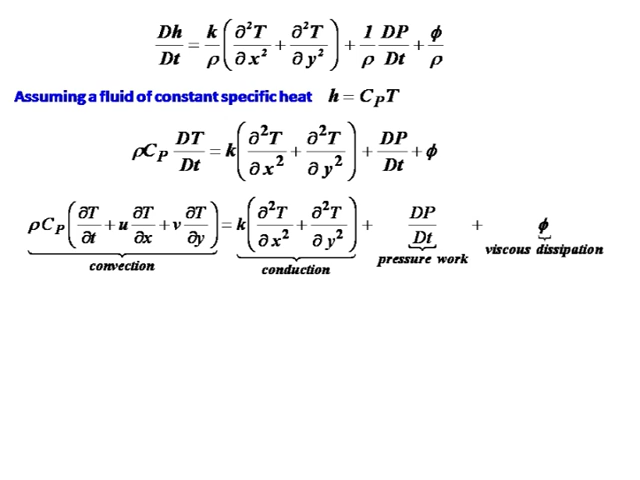 Dh/Dt = k/ρ (∂²T/∂x² + ∂²T/∂y²) + 1/ρ DP/Dt + ϕ/ρ
Assuming a fluid of constant specific heat h = C_P T
ρC_P DT/Dt = k(∂²T/∂x² + ∂²T/∂y²) + DP/Dt + ϕ
ρC_P (∂T/∂t + u ∂T/∂x + v ∂T/∂y) = k(∂²T/∂x² + ∂²T/∂y²) + DP/Dt + ϕ
convection conduction pressure work viscous dissipation